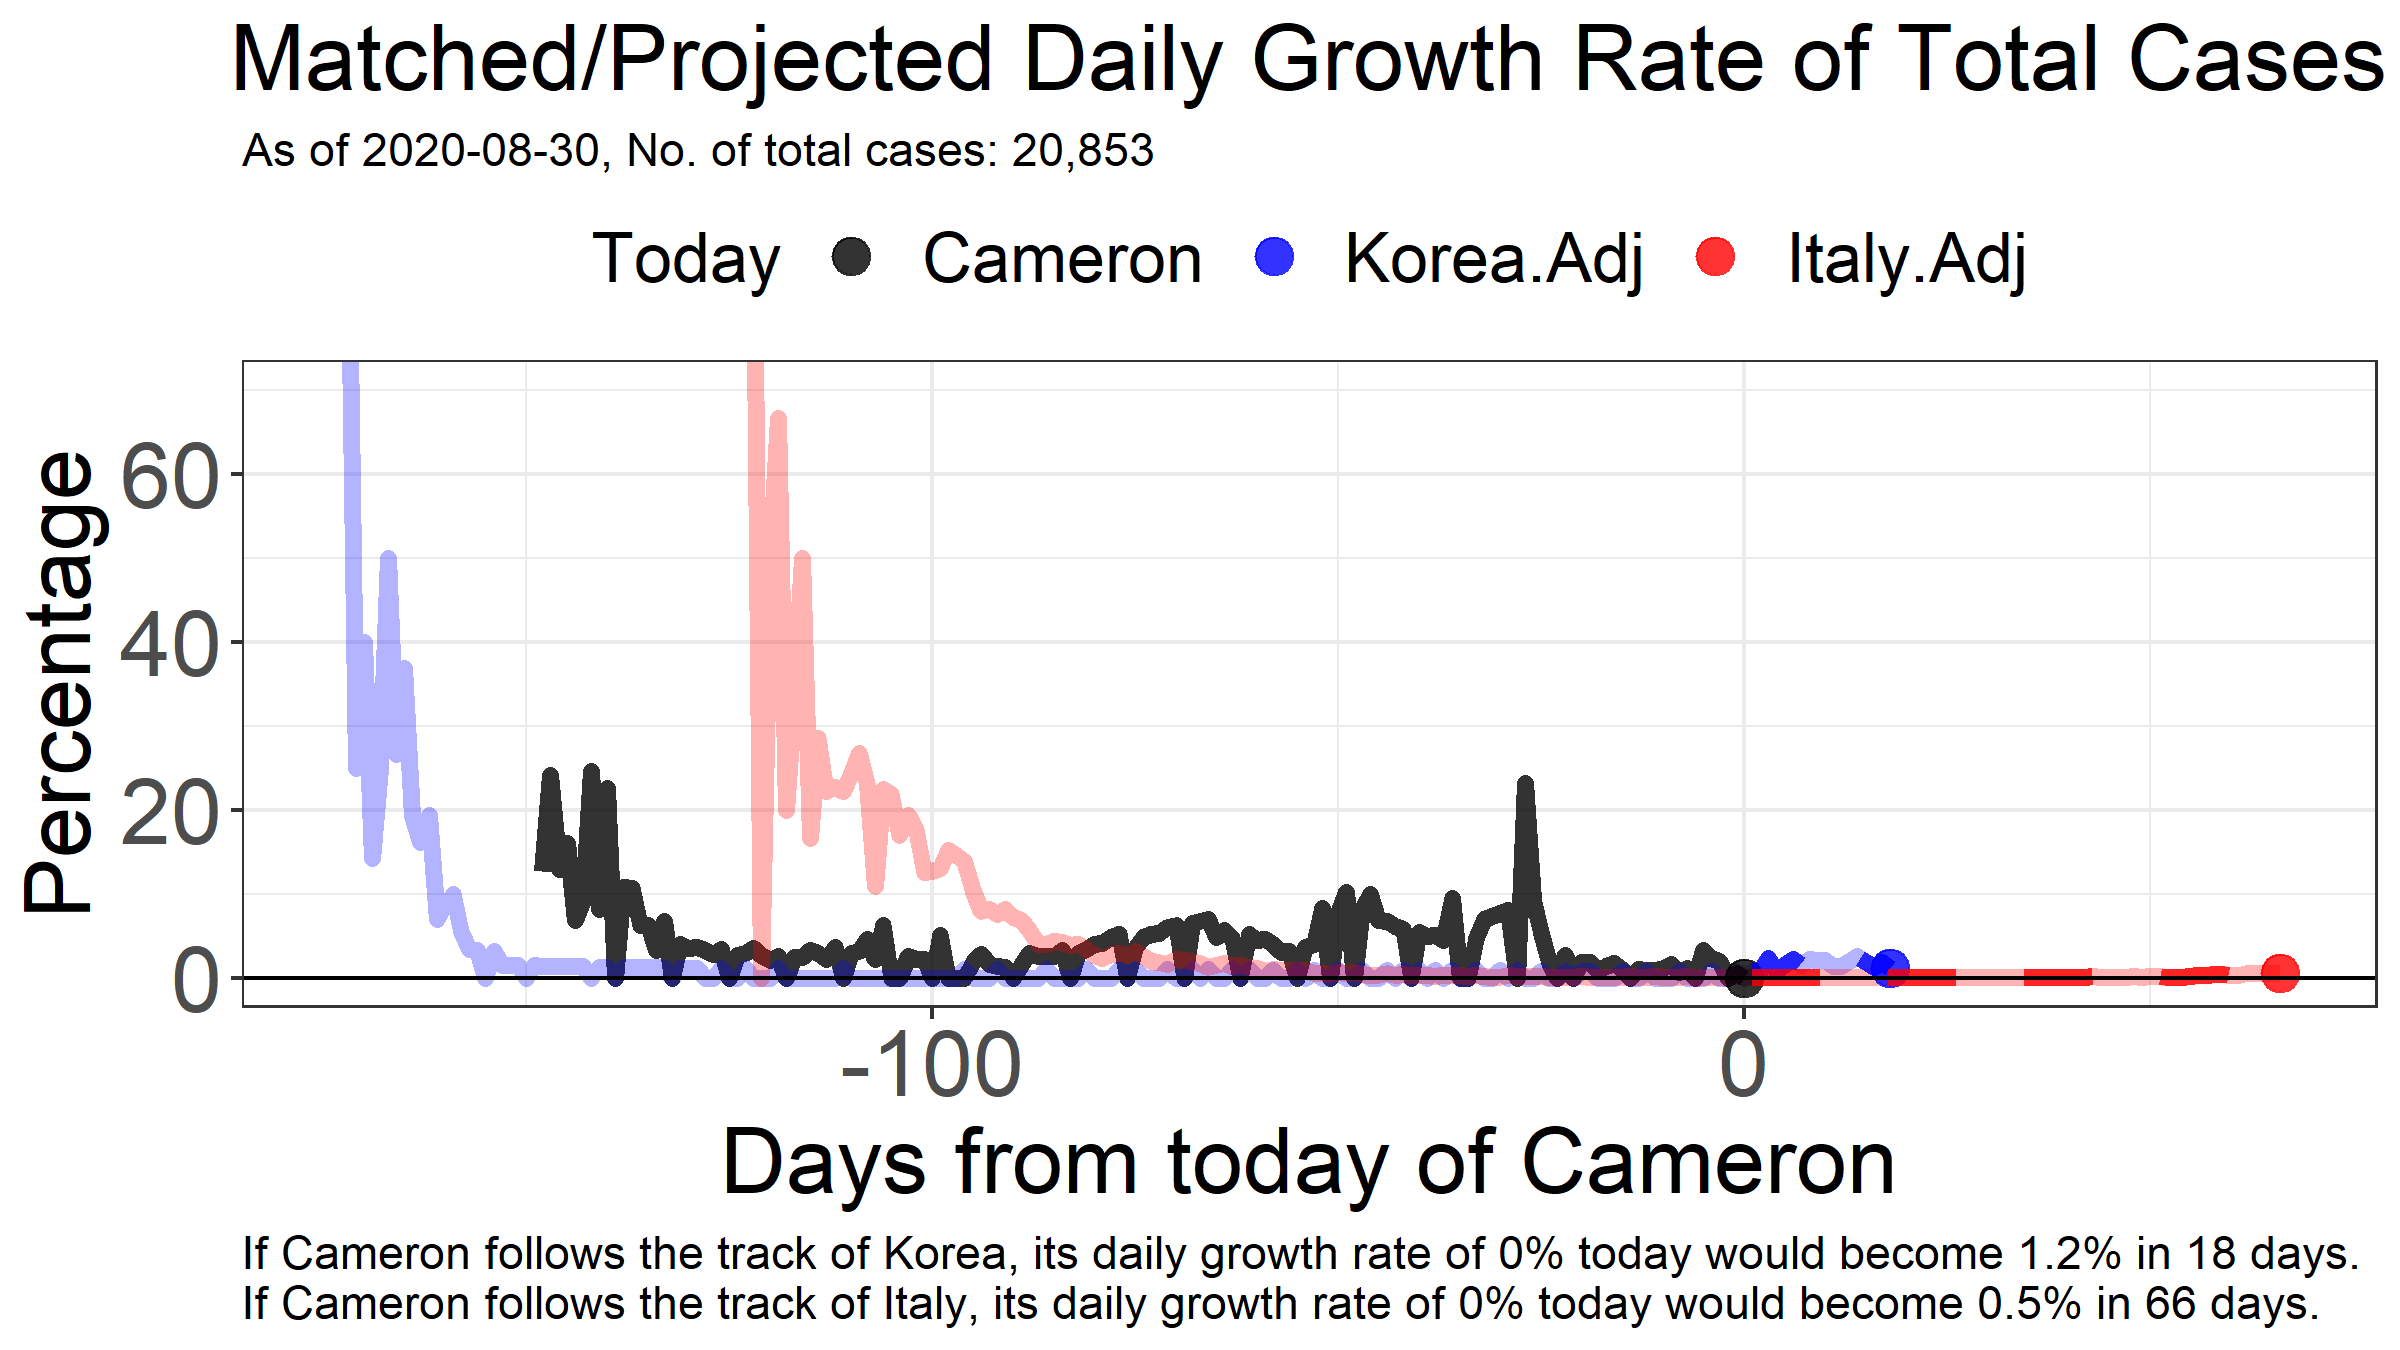 Matched/Projected Daily Growth Rate of Total Cases
As of 2020-08-30, No. of total cases: 20,853
Today Cameron Korea.Adj Italy.Adj
Percentage
60
40
20
0
-100 0
Days from today of Cameron
If Cameron follows the track of Korea, its daily growth rate of 0% today would become 1.2% in 18 days.
If Cameron follows the track of Italy, its daily growth rate of 0% today would become 0.5% in 66 days.